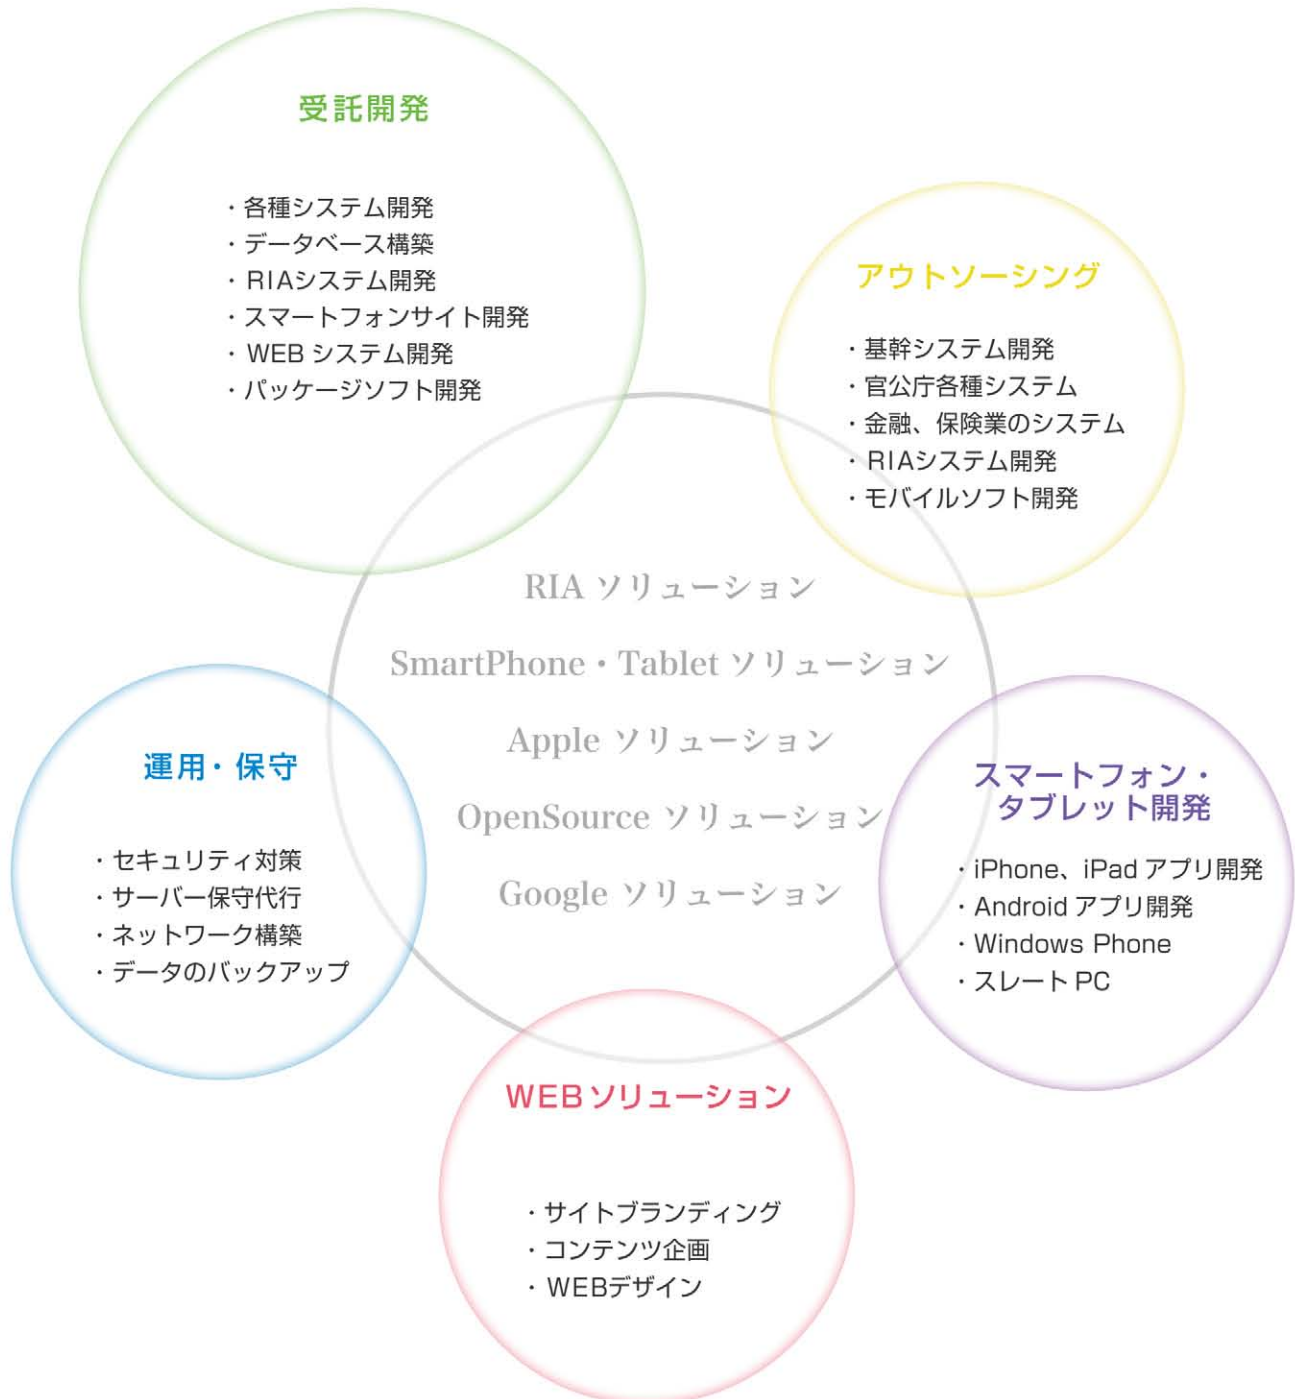 受託開発
・各種システム開発
・データベース構築
・RIAシステム開発
・スマートフォンサイト開発
・WEB システム開発
・パッケージソフト開発
アウトソーシング
・基幹システム開発
・官公庁各種システム
・金融、保険業のシステム
・RIAシステム開発
・モバイルソフト開発
RIA ソリューション
SmartPhone・Tablet ソリューション
Apple ソリューション
OpenSource ソリューション
Google ソリューション
運用・保守
・セキュリティ対策
・サーバー保守代行
・ネットワーク構築
・データのバックアップ
スマートフォン・
タブレット開発
・iPhone、iPad アプリ開発
・Android アプリ開発
・Windows Phone
・スレート PC
WEB ソリューション
・サイトブランディング
・コンテンツ企画
・WEBデザイン